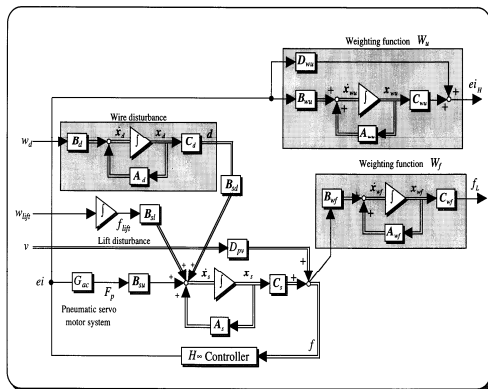 Weighting function W_u
D_wu
B_wu
+
ẋ_wu
∫
x_wu
C_wu
+
+
ei_H
+
A_wu
Wire disturbance
w_d
B_d
ẋ_d
∫
x_d
C_d
d
A_d
B_sd
Weighting function W_f
B_wf
ẋ_wf
∫
x_wf
C_wf
f_L
+
A_wf
w_lift
∫
f_lift
B_sl
v
Lift disturbance
D_pv
+
+
+
ei
G_ac
F_p
B_su
+
ẋ_s
∫
x_s
C_s
+
Pneumatic servo
motor system
+
A_s
f
H∞ Controller